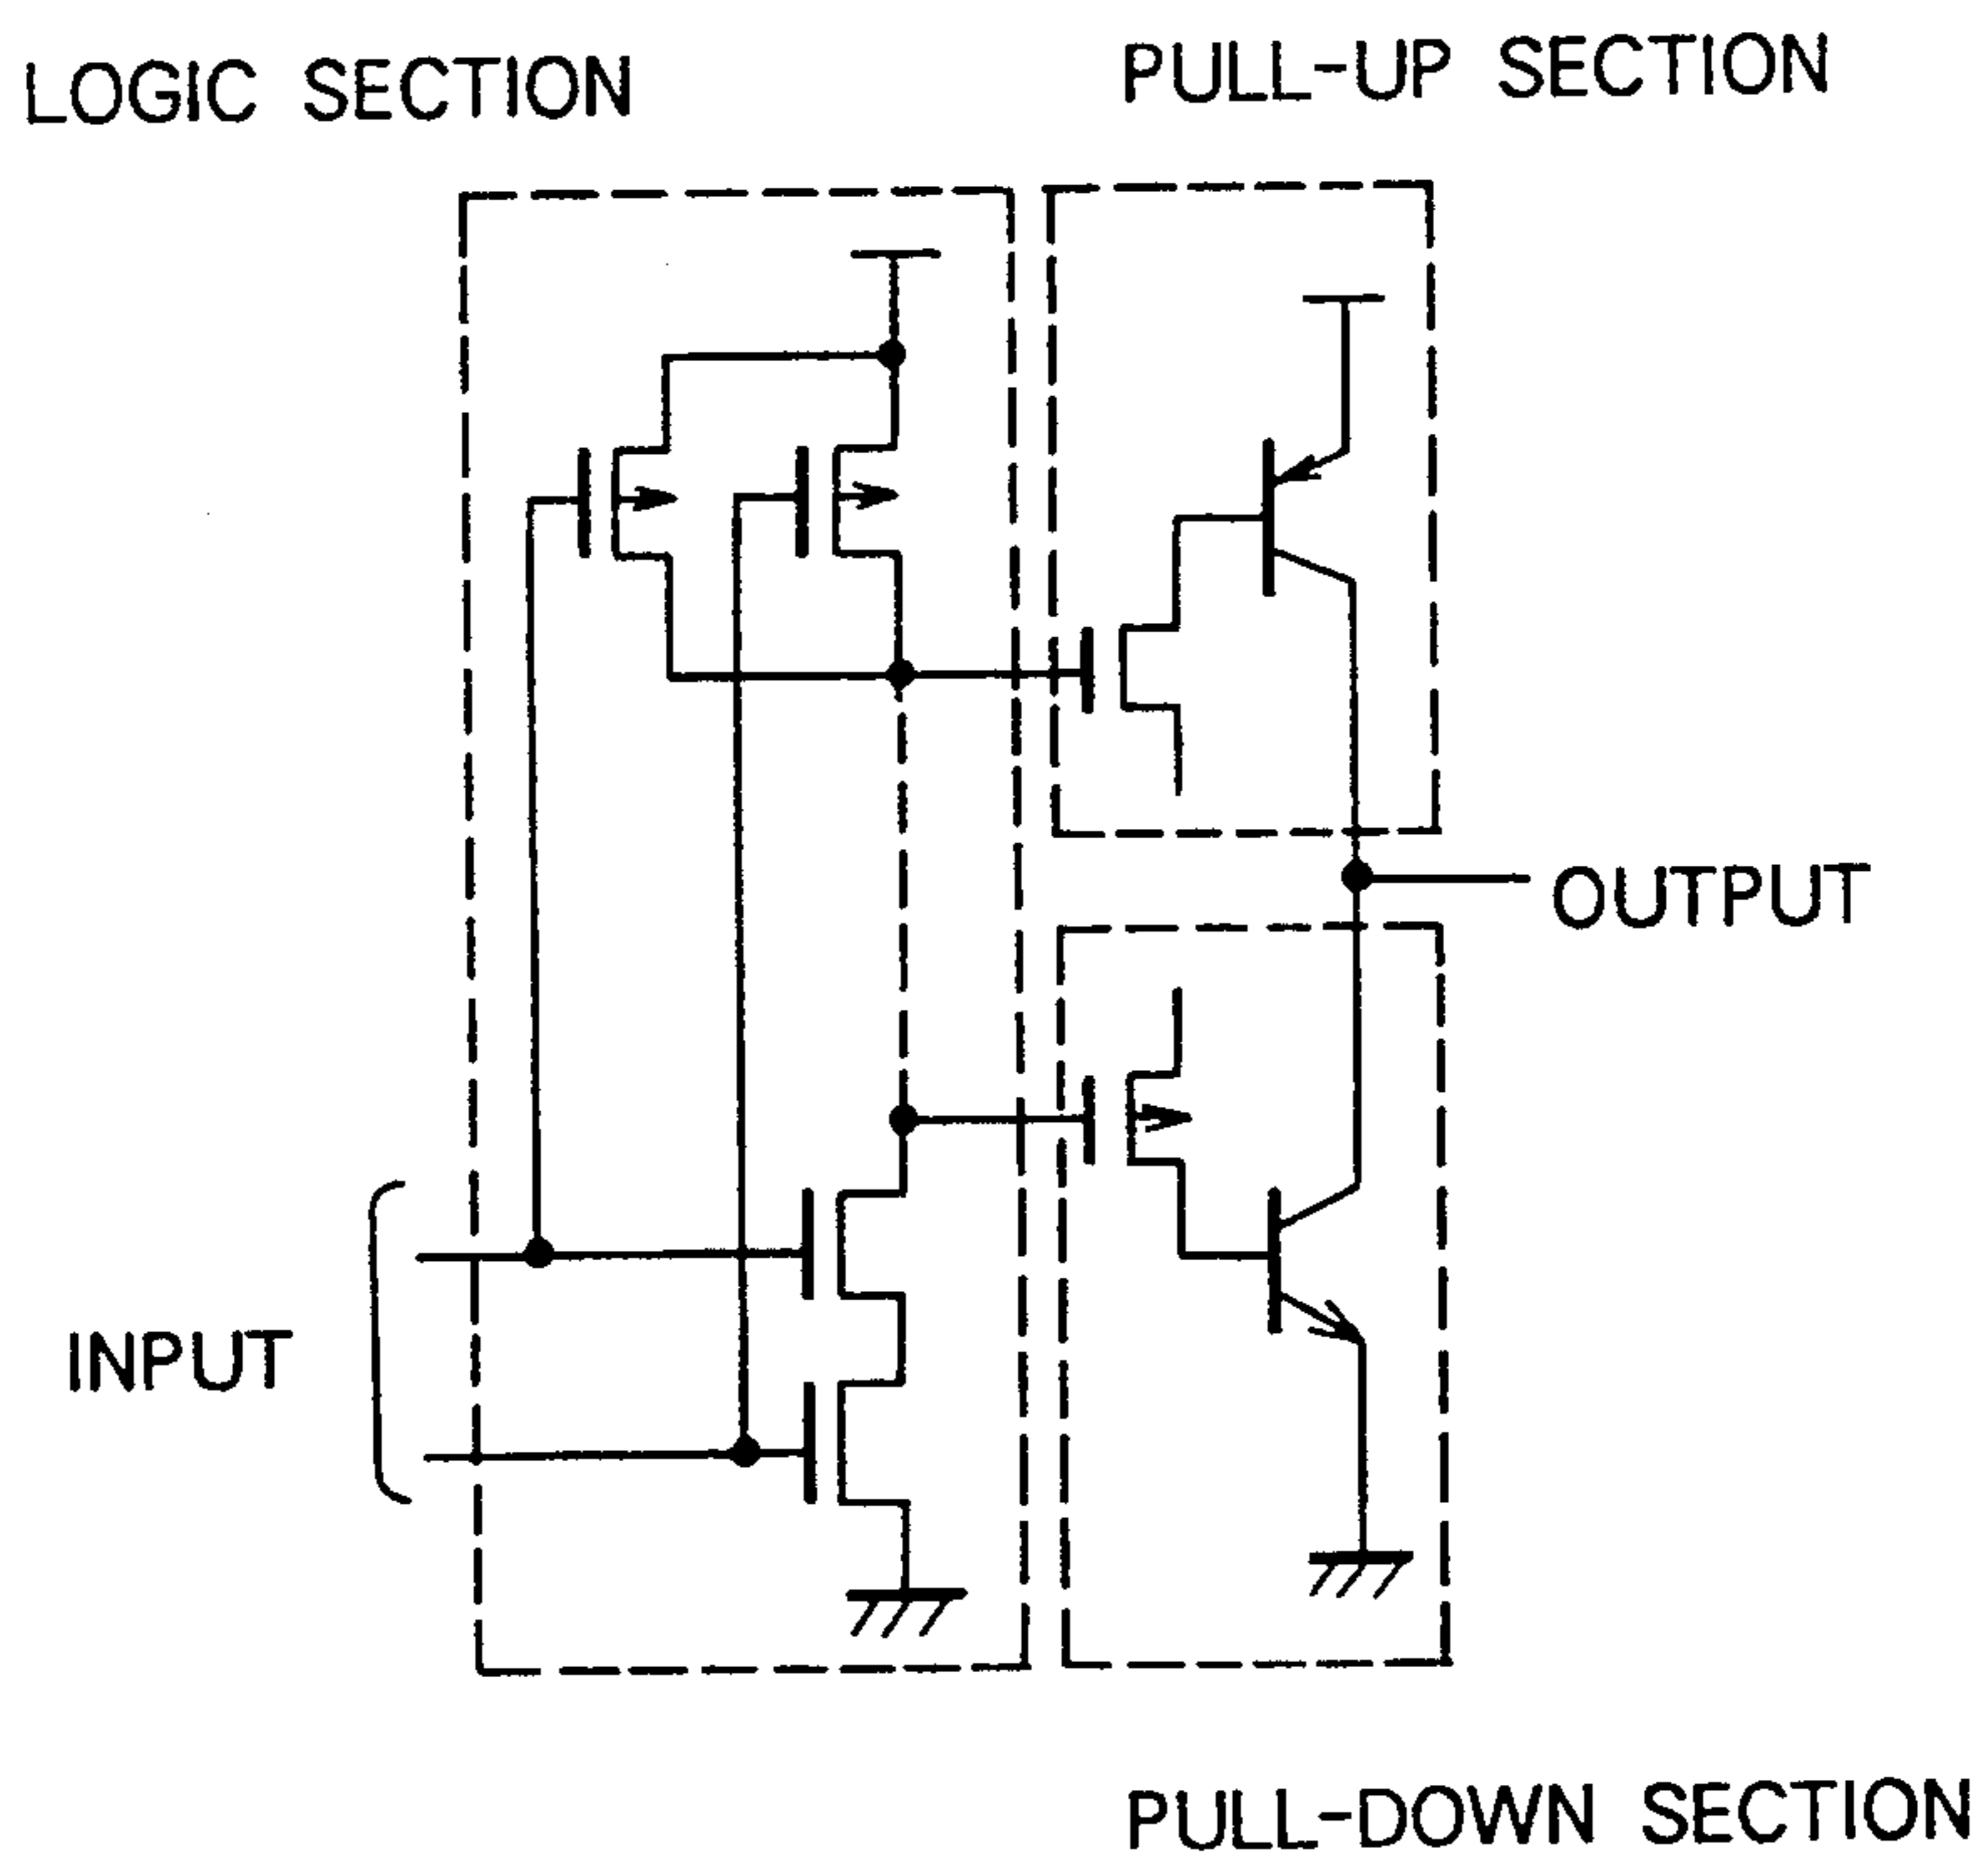 LOGIC SECTION
PULL-UP SECTION
OUTPUT
INPUT
PULL-DOWN SECTION